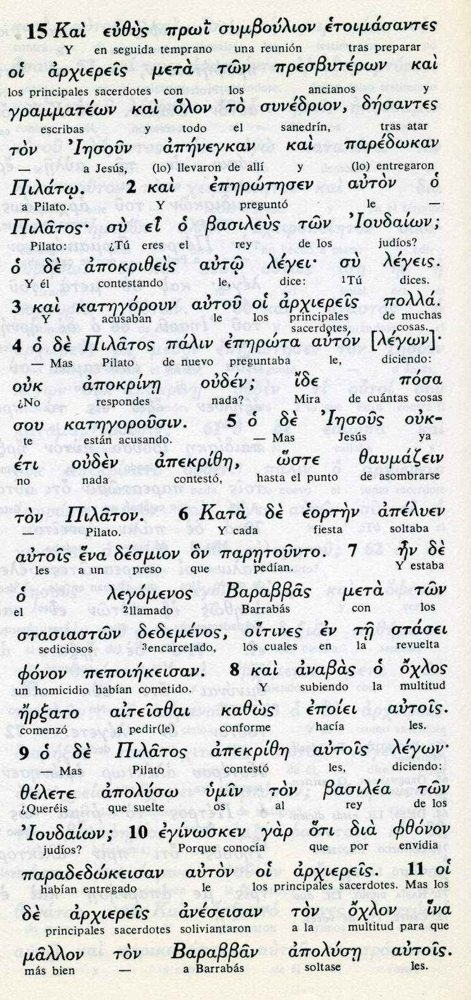 15 Καὶ εὐθὺς πρωῒ συμβούλιον ἑτοιμάσαντες
Y en seguida temprano una reunión tras preparar
οἱ ἀρχιερεῖς μετὰ τῶν πρεσβυτέρων καὶ
los principales sacerdotes con los ancianos y
γραμματέων καὶ ὅλον τὸ συνέδριον, δήσαντες
escribas y todo el sanedrín, tras atar
τὸν Ἰησοῦν ἀπήνεγκαν καὶ παρέδωκαν
— a Jesús, (lo) llevaron de allí y (lo) entregaron
Πιλάτῳ. 2 καὶ ἐπηρώτησεν αὐτὸν ὁ
a Pilato. Y preguntó le —
Πιλᾶτος· σὺ εἶ ὁ βασιλεὺς τῶν Ἰουδαίων;
Pilato: ¿Tú eres el rey de los judíos?
ὁ δὲ ἀποκριθεὶς αὐτῷ λέγει· σὺ λέγεις.
Y él contestando le, dice: ¹Tú dices.
3 καὶ κατηγόρουν αὐτοῦ οἱ ἀρχιερεῖς πολλά.
Y acusaban le los principales de muchas
sacerdotes, cosas.
4 ὁ δὲ Πιλᾶτος πάλιν ἐπηρώτα αὐτὸν [λέγων]·
— Mas Pilato de nuevo preguntaba le, diciendo:
οὐκ ἀποκρίνῃ οὐδέν; ἴδε πόσα
¿No respondes nada? Mira de cuántas cosas
σου κατηγοροῦσιν. 5 ὁ δὲ Ἰησοῦς οὐκ-
te están acusando. — Mas Jesús ya
έτι οὐδὲν ἀπεκρίθη, ὥστε θαυμάζειν
no nada contestó, hasta el punto de asombrarse
τὸν Πιλᾶτον. 6 Κατὰ δὲ ἑορτὴν ἀπέλυεν
— Pilato. Y cada fiesta soltaba
αὐτοῖς ἕνα δέσμιον ὃν παρῃτοῦντο. 7 ἦν δὲ
les un preso que pedían. Y estaba
ὁ λεγόμενος Βαραββᾶς μετὰ τῶν
el ²llamado Barrabás con los
στασιαστῶν δεδεμένος, οἵτινες ἐν τῇ στάσει
sediciosos ³encarcelado, los cuales en la revuelta
φόνον πεποιήκεισαν. 8 καὶ ἀναβὰς ὁ ὄχλος
un homicidio habían cometido. Y subiendo la multitud
ἤρξατο αἰτεῖσθαι καθὼς ἐποίει αὐτοῖς.
comenzó a pedir(le) conforme hacía les.
9 ὁ δὲ Πιλᾶτος ἀπεκρίθη αὐτοῖς λέγων·
— Mas Pilato contestó les, diciendo:
θέλετε ἀπολύσω ὑμῖν τὸν βασιλέα τῶν
¿Queréis que suelte os al rey de los
Ἰουδαίων; 10 ἐγίνωσκεν γὰρ ὅτι διὰ φθόνον
judíos? Porque conocía que por envidia
παραδεδώκεισαν αὐτὸν οἱ ἀρχιερεῖς. 11 οἱ
habían entregado le los principales sacerdotes. Mas los
δὲ ἀρχιερεῖς ἀνέσεισαν τὸν ὄχλον ἵνα
principales sacerdotes soliviantaron a la multitud para que
μᾶλλον τὸν Βαραββᾶν ἀπολύσῃ αὐτοῖς.
más bien — a Barrabás soltase les.